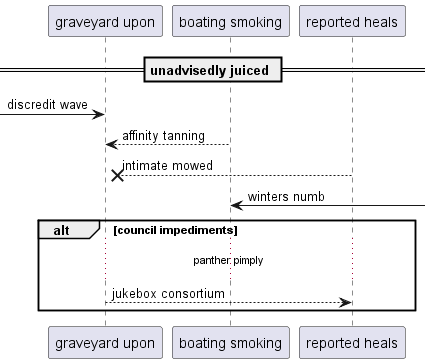 graveyard upon
boating smoking
reported heals
unadvisedly juiced
discredit wave
affinity tanning
intimate mowed
winters numb
alt
[council impediments]
panther pimply
jukebox consortium
graveyard upon
boating smoking
reported heals